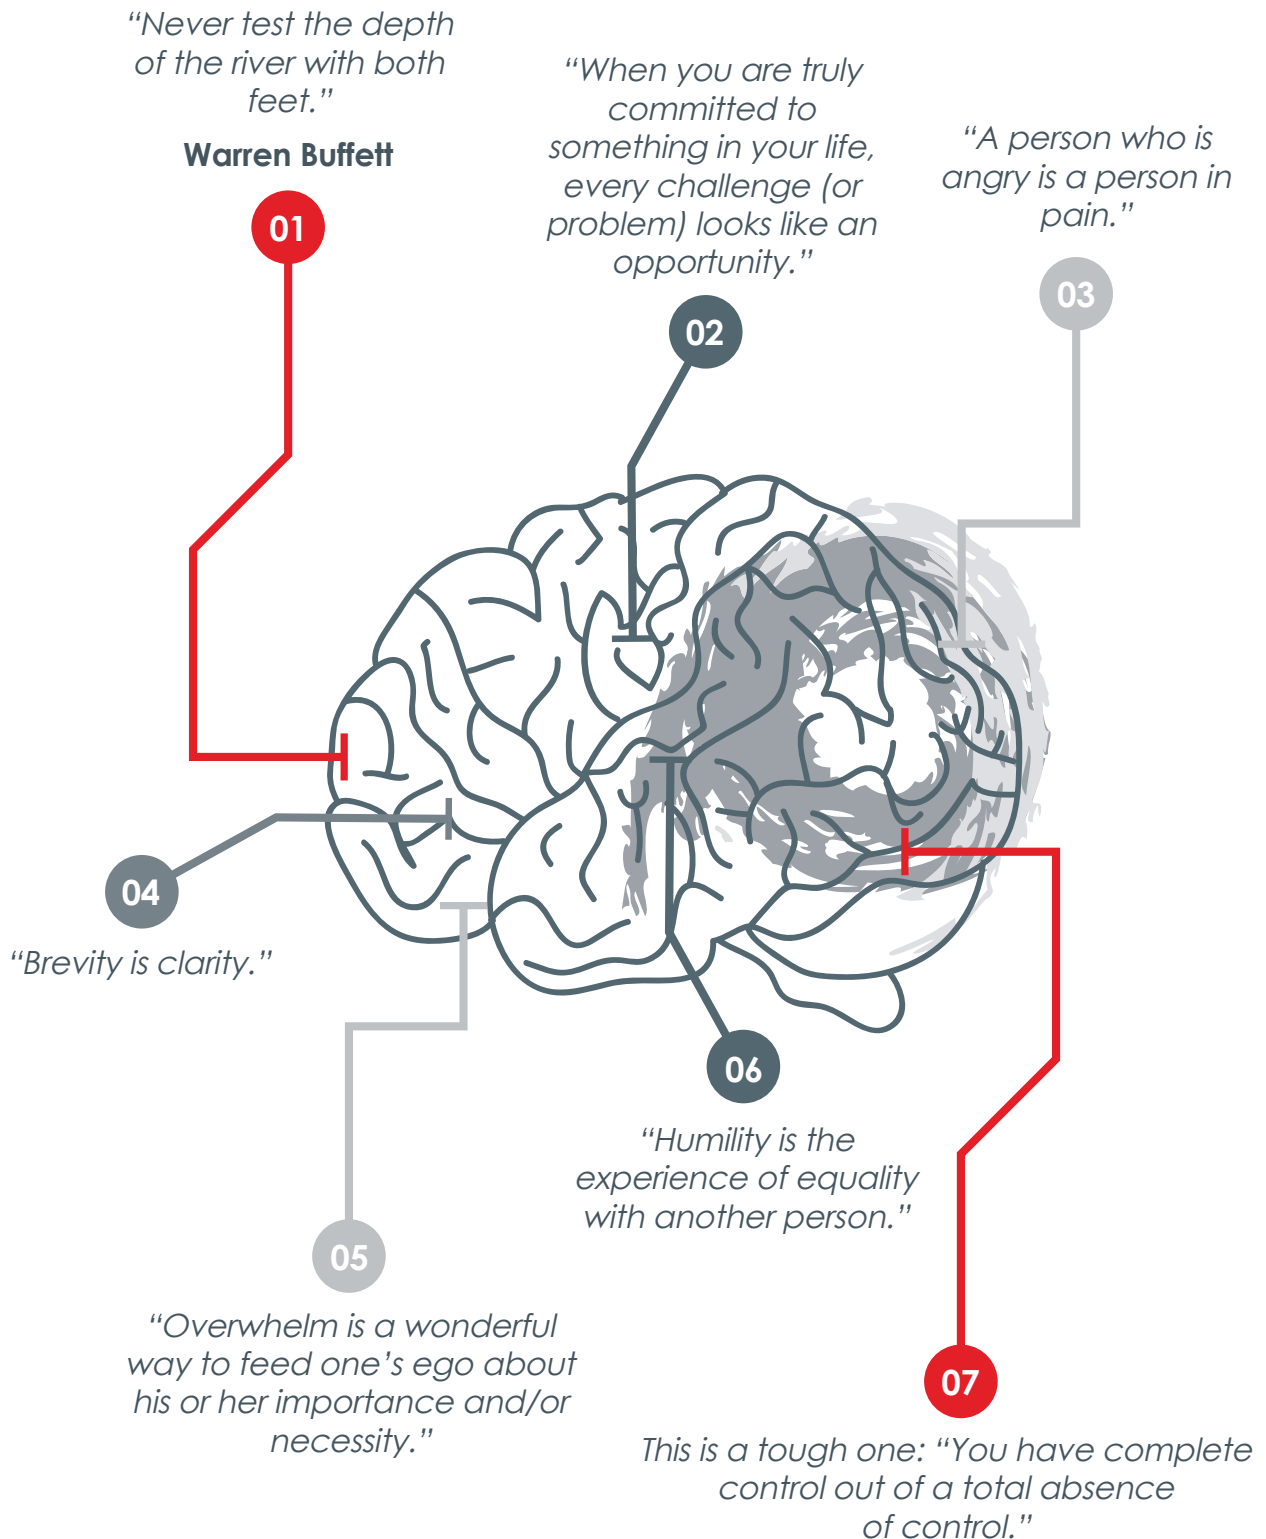 “Never test the depth
of the river with both
feet.”
Warren Buffett
01
“When you are truly
committed to
something in your life,
every challenge (or
problem) looks like an
opportunity.”
02
“A person who is
angry is a person in
pain.”
03
04
“Brevity is clarity.”
05
“Overwhelm is a wonderful
way to feed one’s ego about
his or her importance and/or
necessity.”
06
“Humility is the
experience of equality
with another person.”
07
This is a tough one: “You have complete
control out of a total absence
of control.”